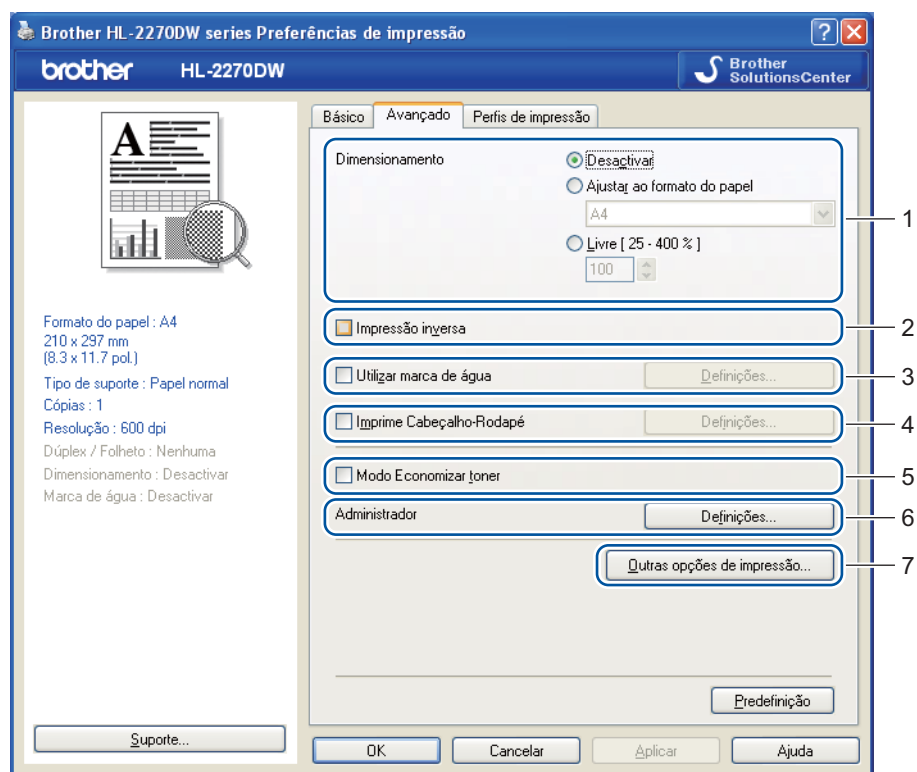 Brother HL-2270DW series Preferências de impressão
brother HL-2270DW
Brother
SolutionsCenter
A
Formato do papel : A4
210 x 297 mm
(8.3 x 11.7 pol.)
Tipo de suporte : Papel normal
Cópias : 1
Resolução : 600 dpi
Dúplex / Folheto : Nenhuma
Dimensionamento : Desactivar
Marca de água : Desactivar
Suporte...
Básico Avançado Perfis de impressão
Dimensionamento
Desactivar
Ajustar ao formato do papel
A4
Livre [ 25 - 400 % ]
100
1
Impressão inversa
2
Utilizar marca de água Definições...
3
Imprime Cabeçalho-Rodapé Definições...
4
Modo Economizar toner
5
Administrador Definições...
6
Outras opções de impressão...
7
Predefinição
OK Cancelar Aplicar Ajuda